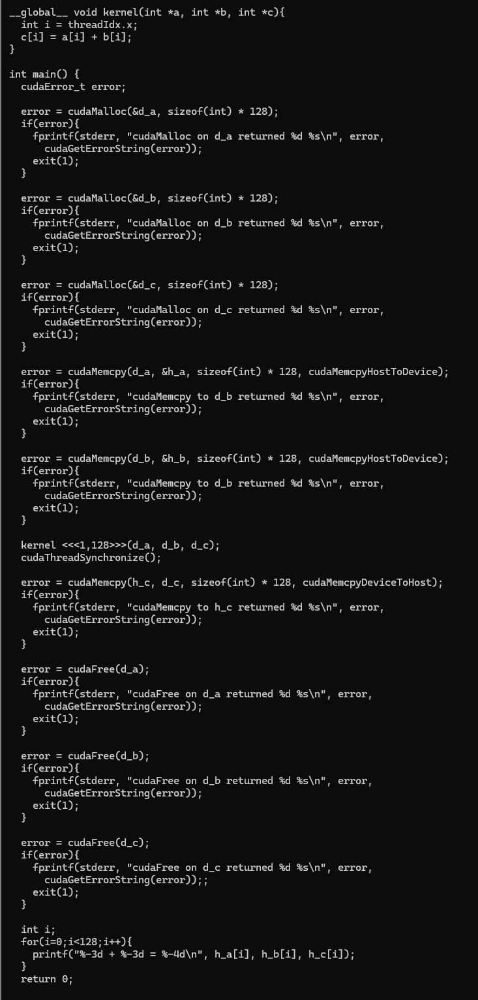 __global__ void kernel(int *a, int *b, int *c){
  int i = threadIdx.x;
  c[i] = a[i] + b[i];
}

int main() {
  cudaError_t error;

  error = cudaMalloc(&d_a, sizeof(int) * 128);
  if(error){
    fprintf(stderr, "cudaMalloc on d_a returned %d %s\n", error,
      cudaGetErrorString(error));
    exit(1);
  }

  error = cudaMalloc(&d_b, sizeof(int) * 128);
  if(error){
    fprintf(stderr, "cudaMalloc on d_b returned %d %s\n", error,
      cudaGetErrorString(error));
    exit(1);
  }

  error = cudaMalloc(&d_c, sizeof(int) * 128);
  if(error){
    fprintf(stderr, "cudaMalloc on d_c returned %d %s\n", error,
      cudaGetErrorString(error));
    exit(1);
  }

  error = cudaMemcpy(d_a, &h_a, sizeof(int) * 128, cudaMemcpyHostToDevice);
  if(error){
    fprintf(stderr, "cudaMemcpy to d_b returned %d %s\n", error,
      cudaGetErrorString(error));
    exit(1);
  }

  error = cudaMemcpy(d_b, &h_b, sizeof(int) * 128, cudaMemcpyHostToDevice);
  if(error){
    fprintf(stderr, "cudaMemcpy to d_b returned %d %s\n", error,
      cudaGetErrorString(error));
    exit(1);
  }

  kernel <<<1,128>>>(d_a, d_b, d_c);
  cudaThreadSynchronize();

  error = cudaMemcpy(h_c, d_c, sizeof(int) * 128, cudaMemcpyDeviceToHost);
  if(error){
    fprintf(stderr, "cudaMemcpy to h_c returned %d %s\n", error,
      cudaGetErrorString(error));
    exit(1);
  }

  error = cudaFree(d_a);
  if(error){
    fprintf(stderr, "cudaFree on d_a returned %d %s\n", error,
      cudaGetErrorString(error));
    exit(1);
  }

  error = cudaFree(d_b);
  if(error){
    fprintf(stderr, "cudaFree on d_b returned %d %s\n", error,
      cudaGetErrorString(error));
    exit(1);
  }

  error = cudaFree(d_c);
  if(error){
    fprintf(stderr, "cudaFree on d_c returned %d %s\n", error,
      cudaGetErrorString(error));;
    exit(1);
  }

  int i;
  for(i=0;i<128;i++){
    printf("%-3d + %-3d = %-4d\n", h_a[i], h_b[i], h_c[i]);
  }
  return 0;